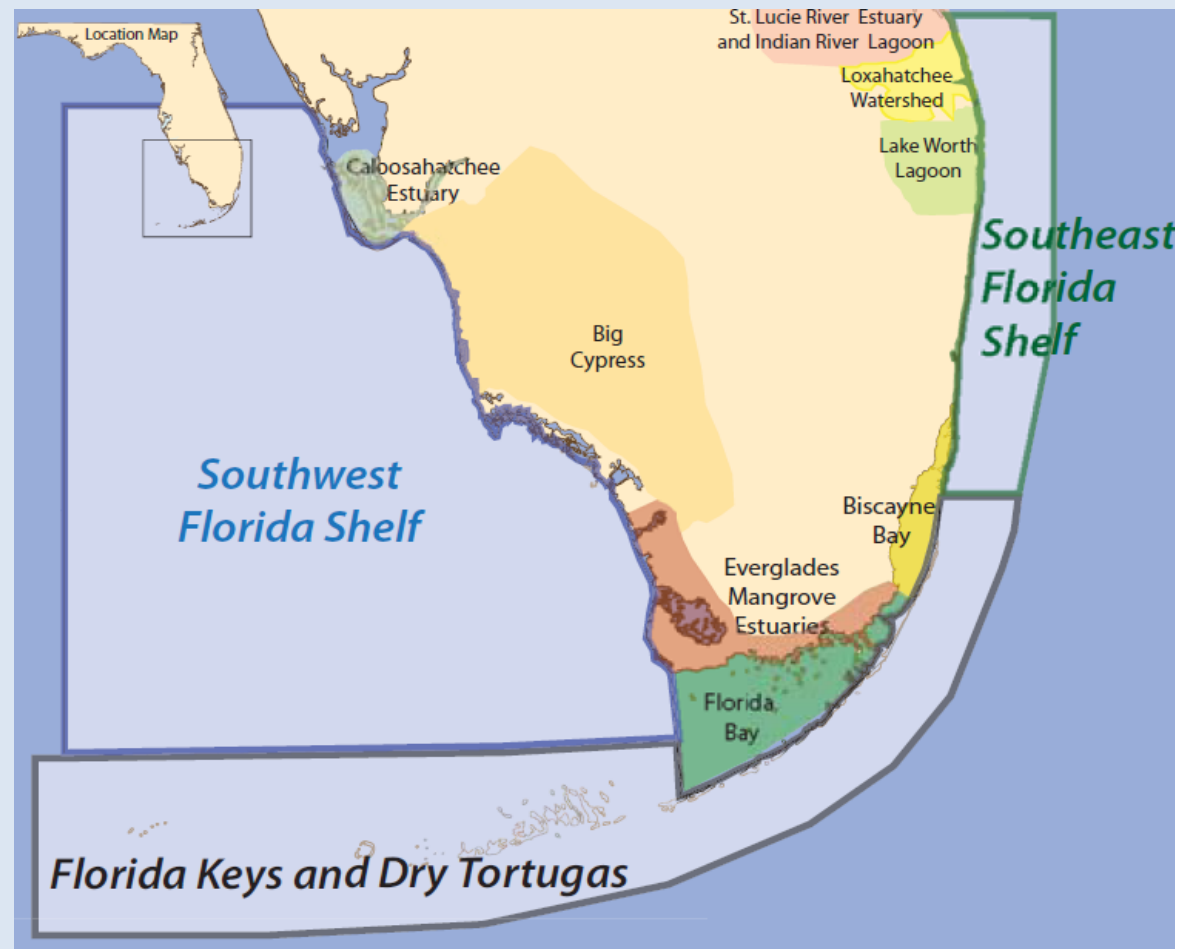 Location Map
St. Lucie River Estuary
and Indian River Lagoon
Loxahatchee
Watershed
Lake Worth
Lagoon
Caloosahatchee
Estuary
Southeast
Florida
Shelf
Big
Cypress
Southwest
Florida Shelf
Biscayne
Bay
Everglades
Mangrove
Estuaries
Florida
Bay
Florida Keys and Dry Tortugas